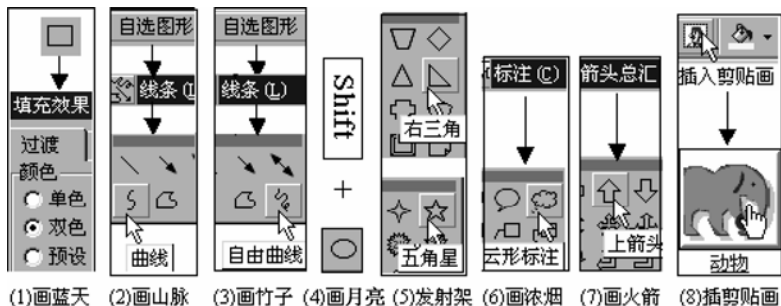 填充效果
过渡
颜色
单色
双色
预设
(1)画蓝天
自选图形
线条(L)
曲线
(2)画山脉
自选图形
线条(L)
自由曲线
(3)画竹子
Shift
+
(4)画月亮
右三角
五角星
(5)发射架
标注(C)
云形标注
(6)画浓烟
箭头总汇
上箭头
(7)画火箭
插入剪贴画
动物
(8)插剪贴画